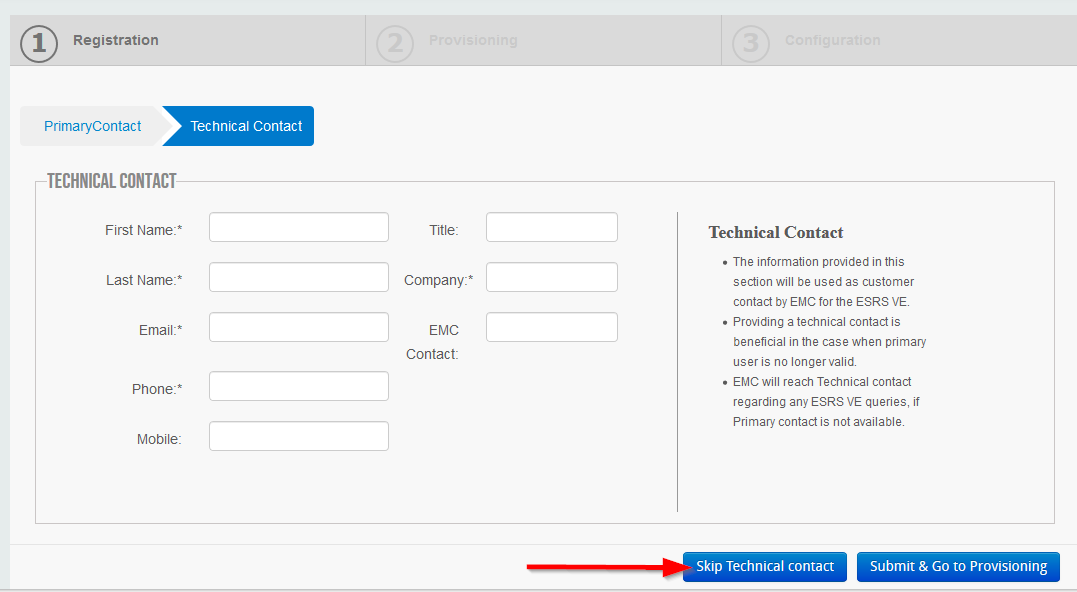 1 Registration
2 Provisioning
3 Configuration
PrimaryContact
Technical Contact
TECHNICAL CONTACT
First Name:*
Title:
Last Name:*
Company:*
Email:*
EMC
Contact:
Phone:*
Mobile:
Technical Contact
The information provided in this
section will be used as customer
contact by EMC for the ESRS VE.
Providing a technical contact is
beneficial in the case when primary
user is no longer valid.
EMC will reach Technical contact
regarding any ESRS VE queries, if
Primary contact is not available.
Skip Technical contact
Submit & Go to Provisioning